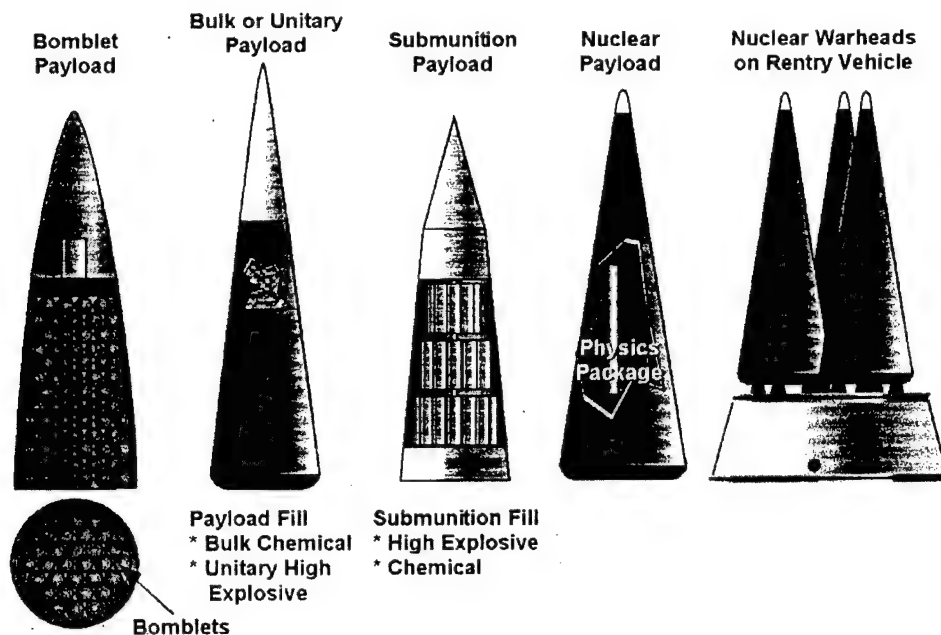 Bomblet
Payload
Bulk or Unitary
Payload
Submunition
Payload
Nuclear
Payload
Nuclear Warheads
on Rentry Vehicle
Physics
Package
Payload Fill
* Bulk Chemical
* Unitary High
Explosive
Submunition Fill
* High Explosive
* Chemical
Bomblets